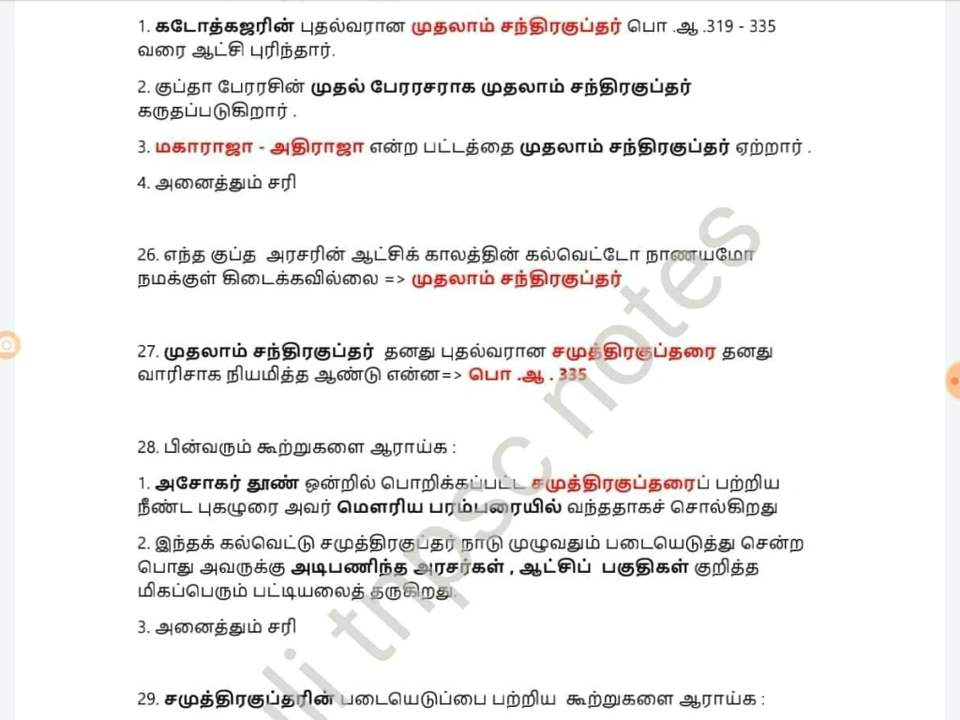 1. கடோத்கஜரின் புதல்வரான முதலாம் சந்திரகுப்தர் பொ .ஆ .319 - 335
வரை ஆட்சி புரிந்தார்.
2. குப்தா பேரரசின் முதல் பேரரசராக முதலாம் சந்திரகுப்தர்
கருதப்படுகிறார் .
3. மகாராஜா - அதிராஜா என்ற பட்டத்தை முதலாம் சந்திரகுப்தர் ஏற்றார் .
4. அனைத்தும் சரி
26. எந்த குப்த அரசரின் ஆட்சிக் காலத்தின் கல்வெட்டோ நாணயமோ
நமக்குள் கிடைக்கவில்லை => முதலாம் சந்திரகுப்தர்
27. முதலாம் சந்திரகுப்தர் தனது புதல்வரான சமுத்திரகுப்தரை தனது
வாரிசாக நியமித்த ஆண்டு என்ன=> பொ .ஆ . 335
28. பின்வரும் கூற்றுகளை ஆராய்க :
1. அசோகர் தூண் ஒன்றில் பொறிக்கப்பட்ட சமுத்திரகுப்தரைப் பற்றிய
நீண்ட புகழுரை அவர் மௌரிய பரம்பரையில் வந்ததாகச் சொல்கிறது
2. இந்தக் கல்வெட்டு சமுத்திரகுப்தர் நாடு முழுவதும் படையெடுத்து சென்ற
பொது அவருக்கு அடிபணிந்த அரசர்கள் , ஆட்சிப் பகுதிகள் குறித்த
மிகப்பெரும் பட்டியலைத் தருகிறது.
3. அனைத்தும் சரி
29. சமுத்திரகுப்தரின் படையெடுப்பை பற்றிய கூற்றுகளை ஆராய்க :
tnpsc notes